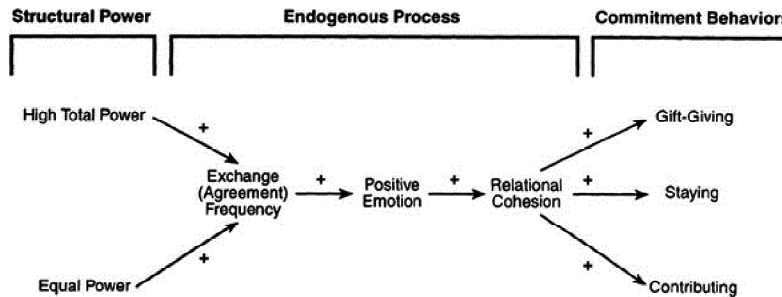 Structural Power Endogenous Process Commitment Behaviors
High Total Power
+
+
Gift-Giving
Exchange
(Agreement)
Frequency
+
Positive
Emotion
+
Relational
Cohesion
+
Staying
Equal Power
+
+
Contributing